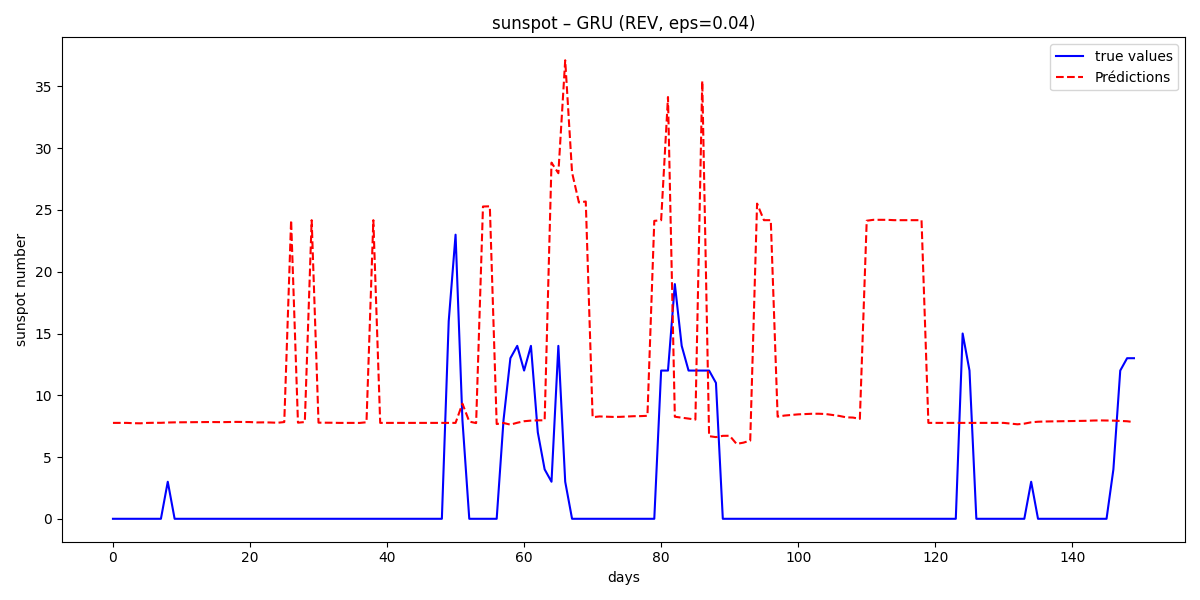 sunspot – GRU (REV, eps=0.04)
true values
Prédictions
sunspot number
35
30
25
20
15
10
5
0
0 20 40 60 80 100 120 140
days